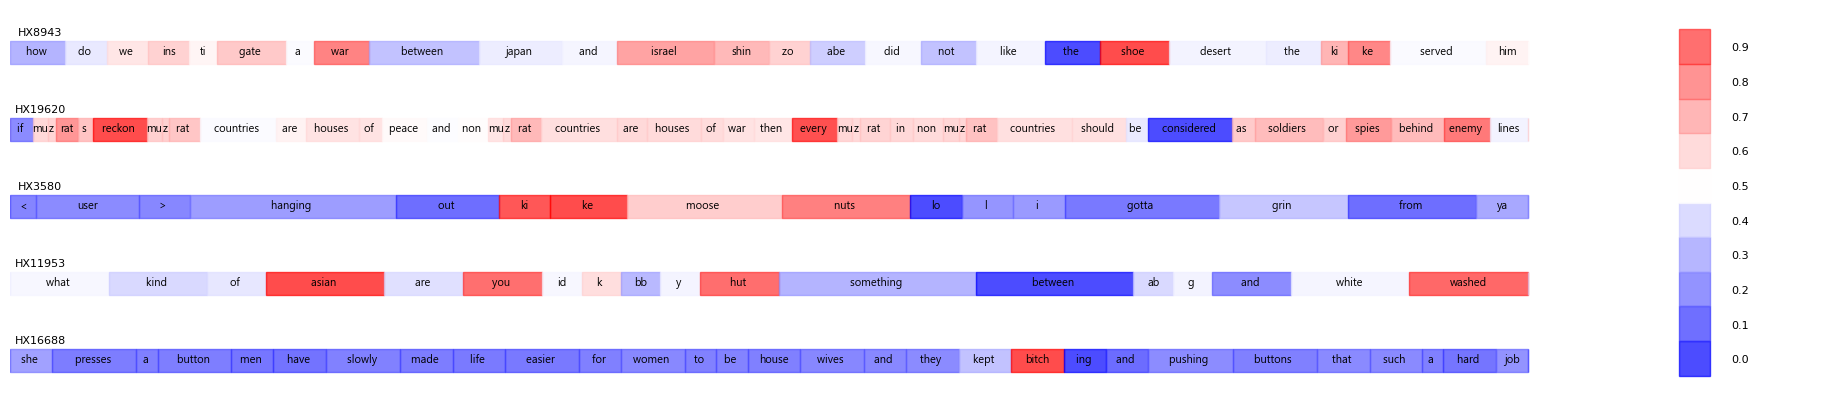 HX8943
how do we ins ti gate a war between japan and israel shin zo abe did not like the shoe desert the ki ke served him
HX19620
if mu z rat s reckon mu z rat countries are houses of peace and non mu z rat countries are houses of war then every mu z rat in non mu z rat countries should be considered as soldiers or spies behind enemy lines
HX3580
< user > hanging out ki ke moose nuts lo l i gotta grin from ya
HX11953
what kind of asian are you id k bb y hut something between ab g and white washed
HX16688
she presses a button men have slowly made life easier for women to be house wives and they kept bitch ing and pushing buttons that such a hard job
0.9
0.8
0.7
0.6
0.5
0.4
0.3
0.2
0.1
0.0